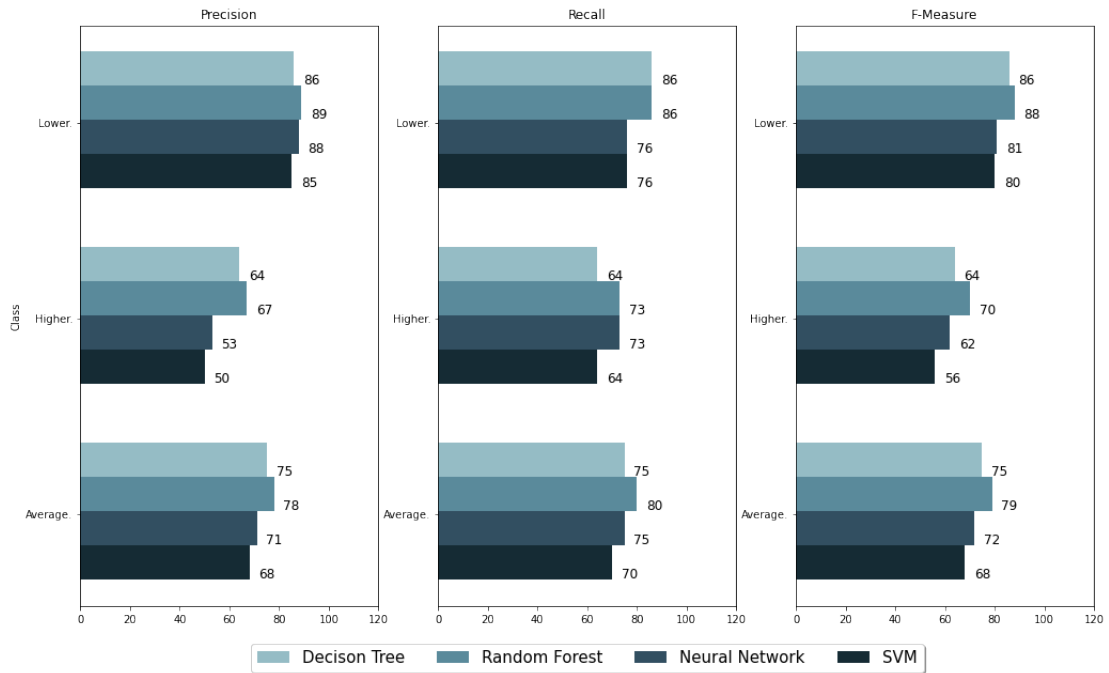 Precision
Recall
F-Measure
Lower.
86
89
88
85
Higher.
64
67
53
50
Average.
75
78
71
68
Class
0 20 40 60 80 100 120
Lower.
86
86
76
76
Higher.
64
73
73
64
Average.
75
80
75
70
0 20 40 60 80 100 120
Lower.
86
88
81
80
Higher.
64
70
62
56
Average.
75
79
72
68
0 20 40 60 80 100 120
Decison Tree Random Forest Neural Network SVM